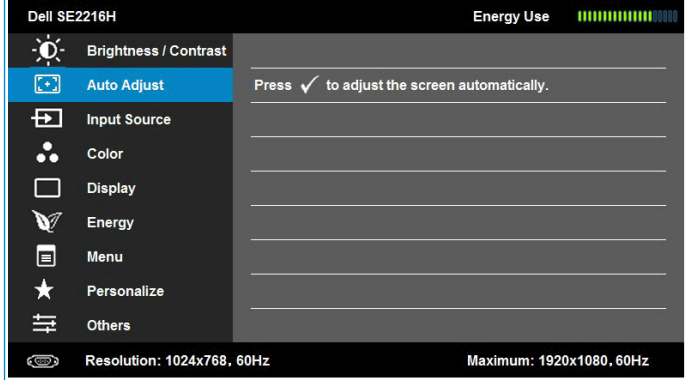 Dell SE2216H Energy Use
Brightness / Contrast
Auto Adjust Press ✓ to adjust the screen automatically.
Input Source
Color
Display
Energy
Menu
Personalize
Others
Resolution: 1024x768, 60Hz Maximum: 1920x1080, 60Hz